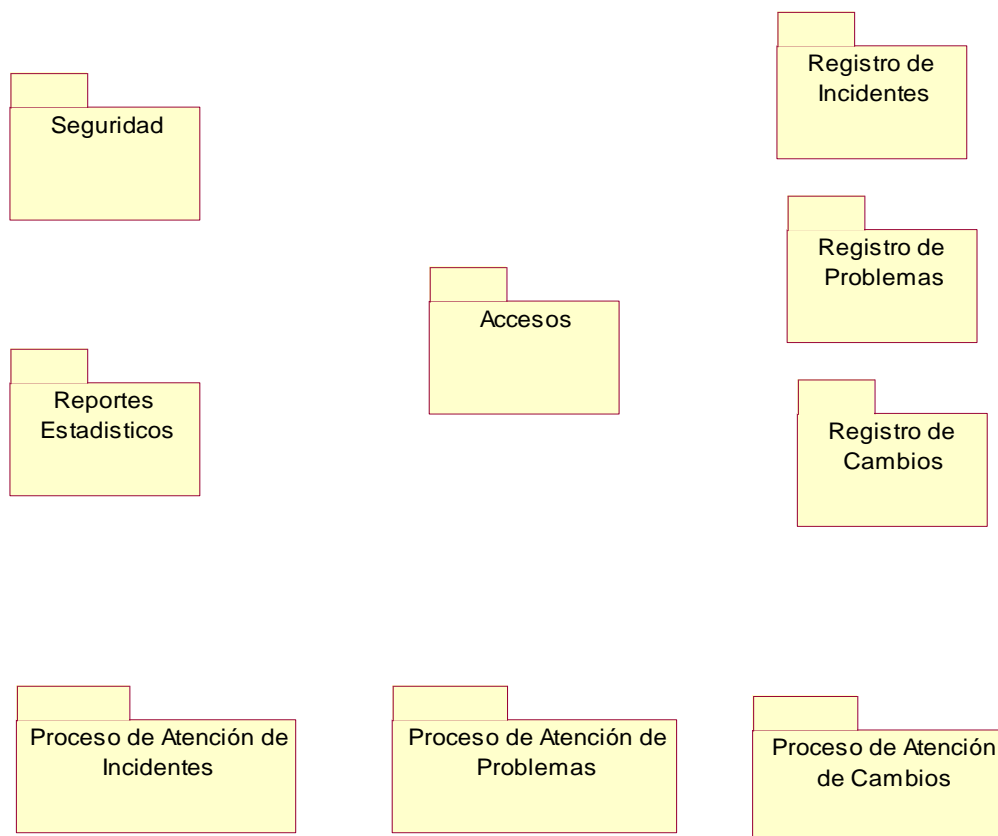 Registro de
Incidentes
Seguridad
Registro de
Problemas
Accesos
Reportes
Estadisticos
Registro de
Cambios
Proceso de Atención de
Incidentes
Proceso de Atención de
Problemas
Proceso de Atención
de Cambios